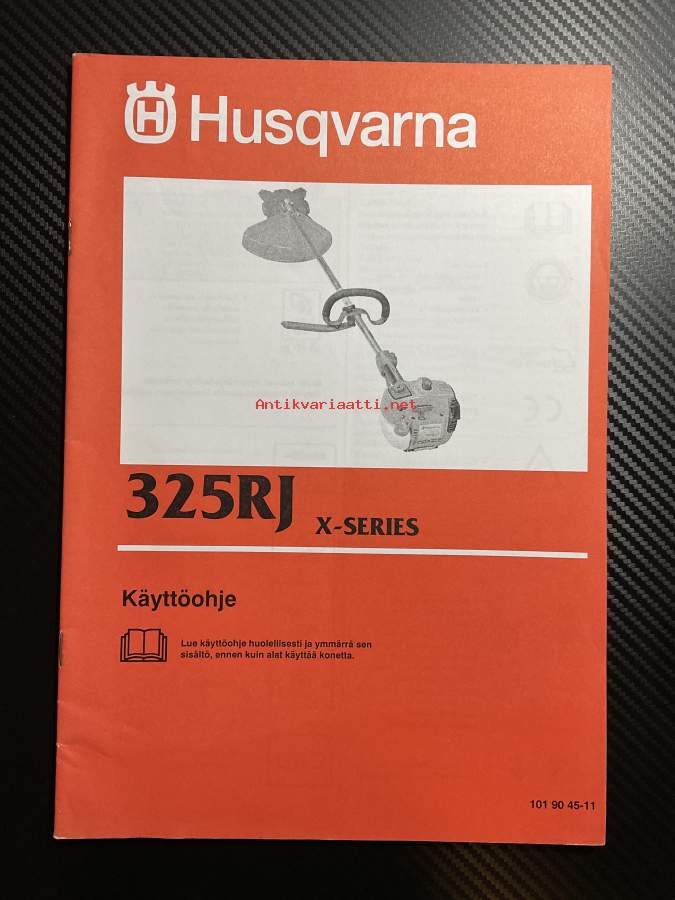 Husqvarna
Antikvariaatti.net
325RJ X-SERIES
Käyttöohje
Lue käyttöohje huolellisesti ja ymmärrä sen
sisältö, ennen kuin alat käyttää konetta.
101 90 45-11